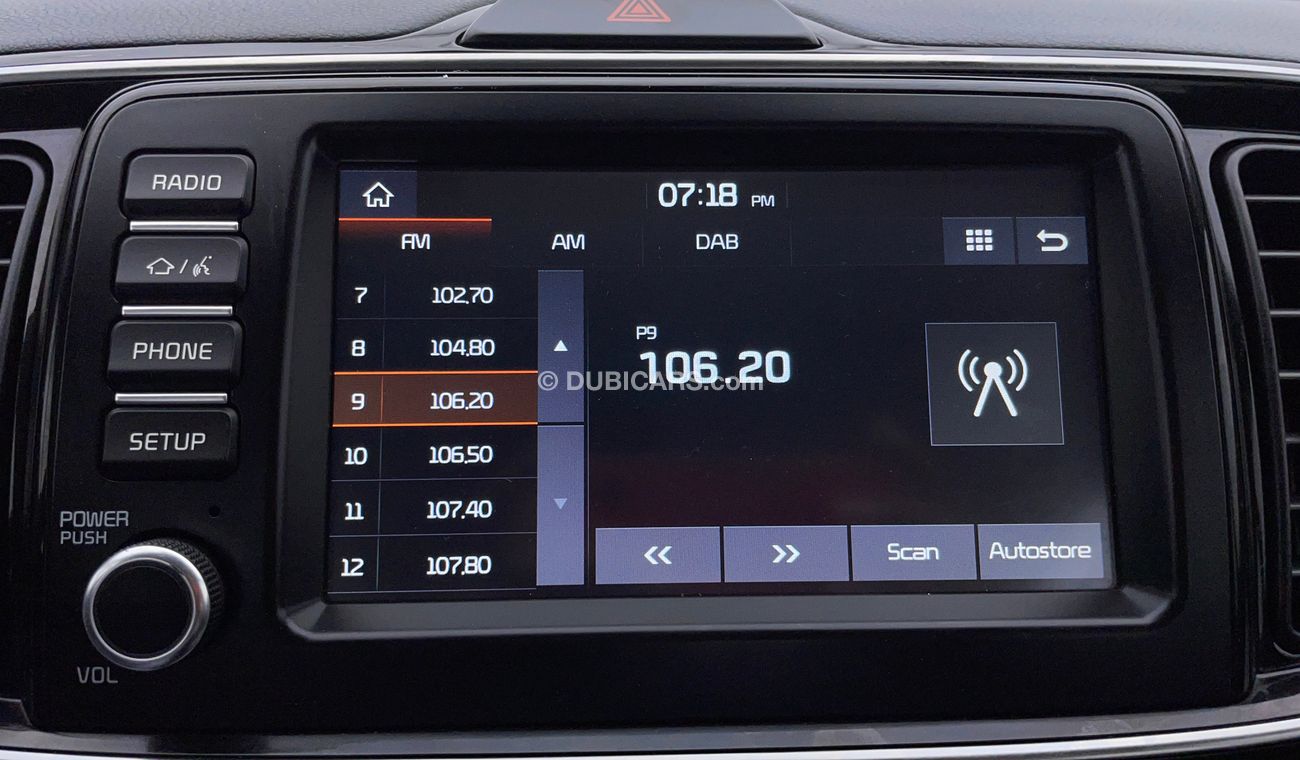 RADIO
/
PHONE
SETUP
POWER
PUSH
VOL
07:18 PM
FM AM DAB
7 102.70
8 104.80
9 106.20
10 106.50
11 107.40
12 107.80
P9
106.20
© DUBICARS.com
Scan Autostore